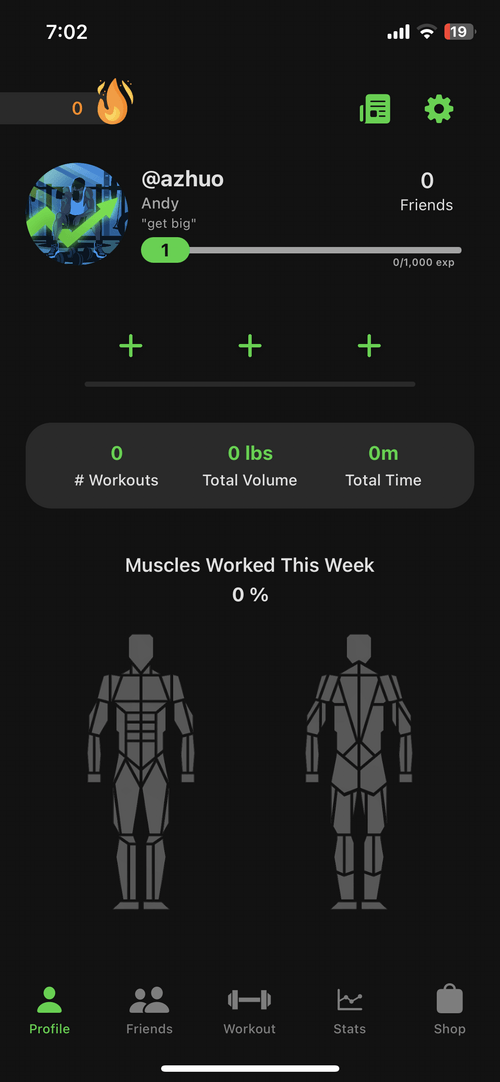 7:02
19
0
@azhuo
Andy
"get big"
0
Friends
1
0/1,000 exp
0
# Workouts
0 lbs
Total Volume
0m
Total Time
Muscles Worked This Week
0 %
Profile
Friends
Workout
Stats
Shop